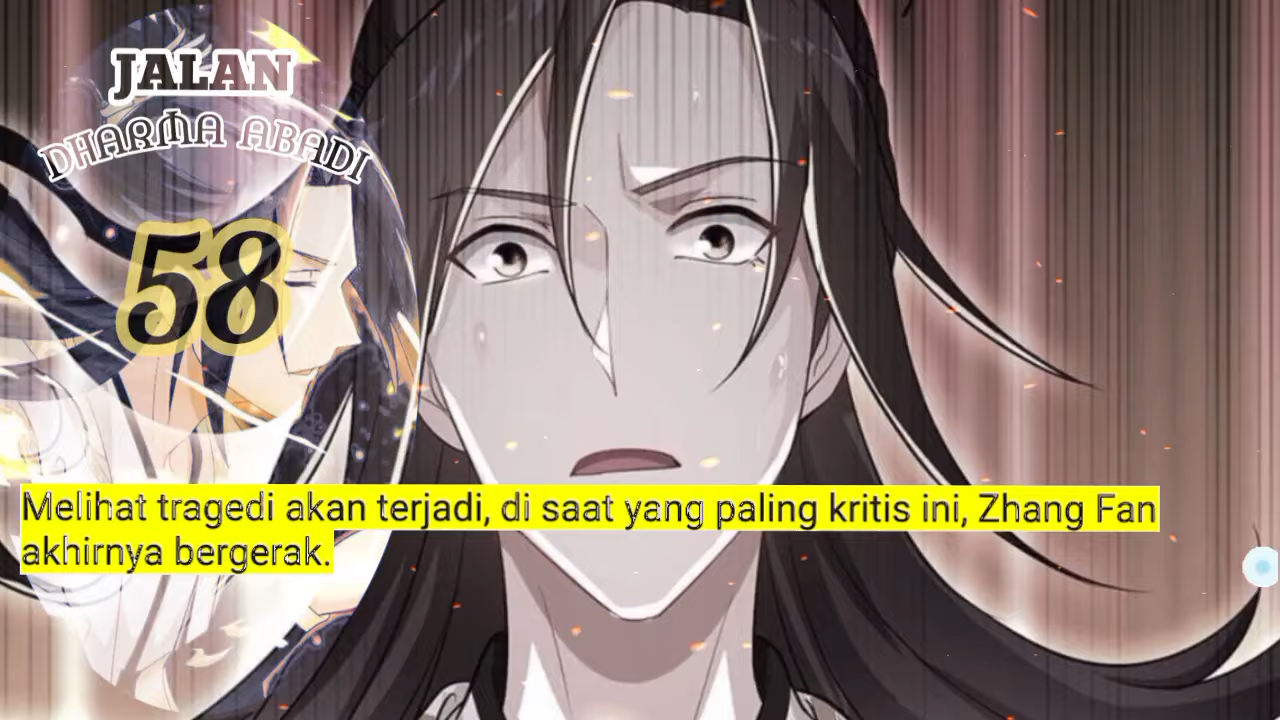 JALAN
DHARMA ABADI
58
Melihat tragedi akan terjadi, di saat yang paling kritis ini, Zhang Fan
akhirnya bergerak.